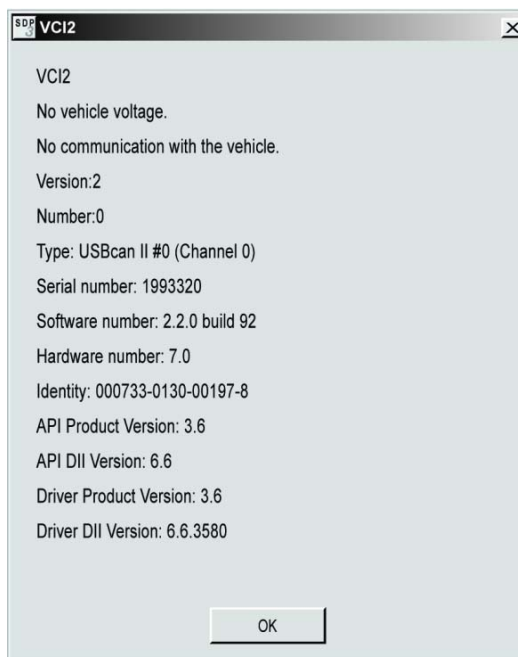 SDP
3
VCI2
VCI2
No vehicle voltage.
No communication with the vehicle.
Version:2
Number:0
Type: USBcan II #0 (Channel 0)
Serial number: 1993320
Software number: 2.2.0 build 92
Hardware number: 7.0
Identity: 000733-0130-00197-8
API Product Version: 3.6
API DII Version: 6.6
Driver Product Version: 3.6
Driver DII Version: 6.6.3580
OK